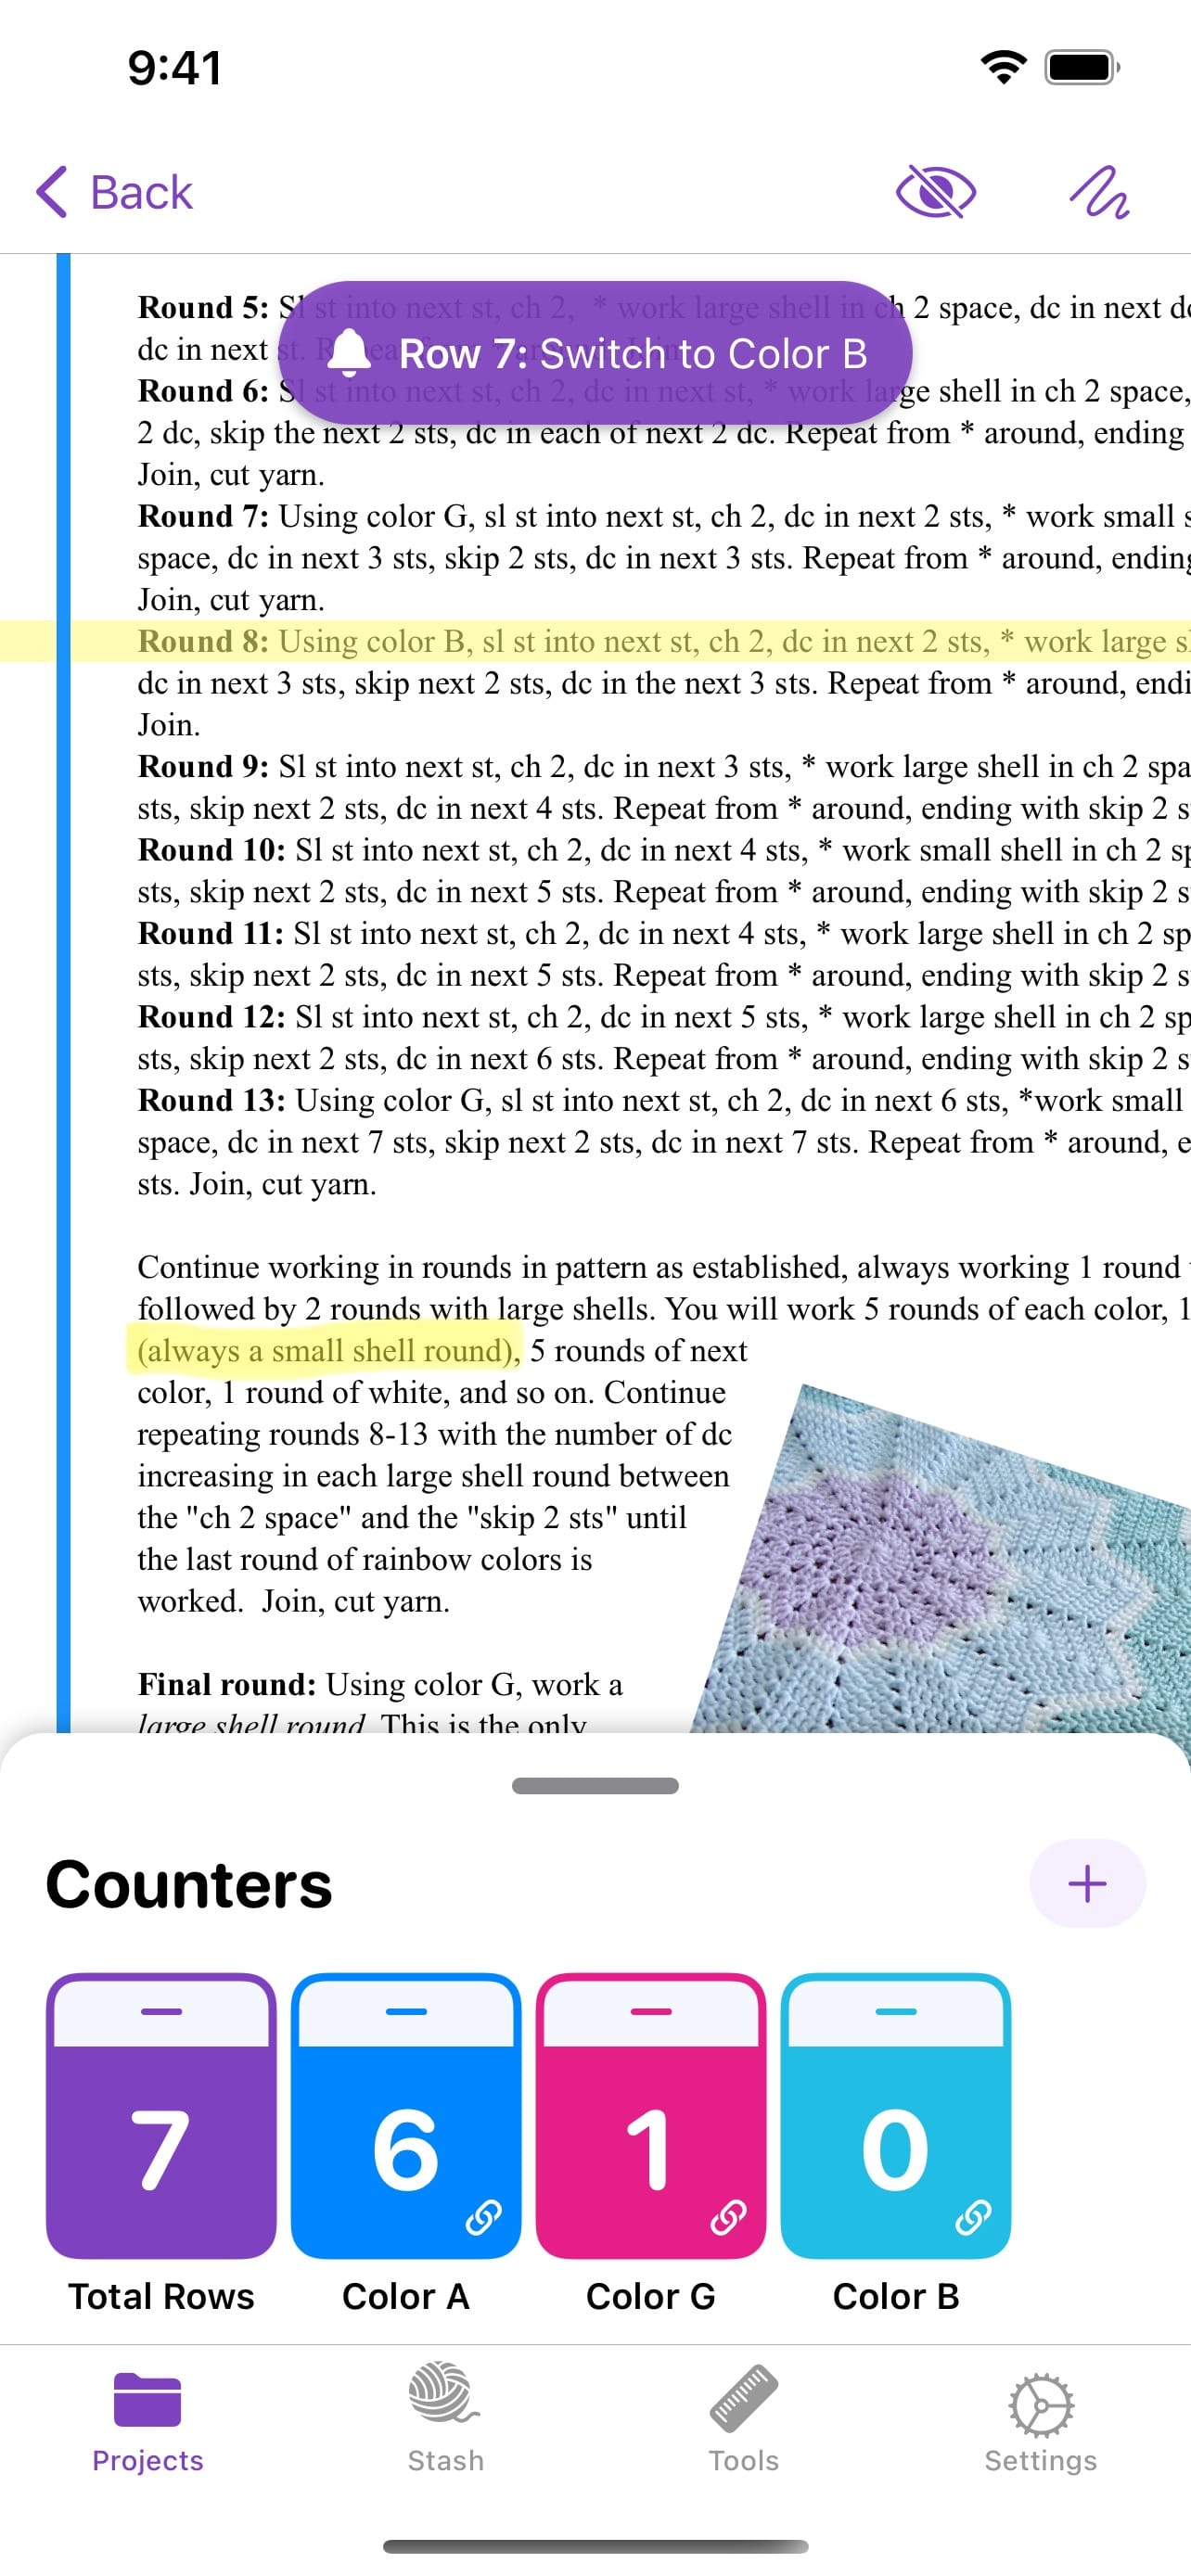 9:41
Back
Round 5: Sl st into next st, ch 2, * work large shell in ch 2 space, dc in next
Row 7: Switch to Color B
dc in next st.
Round 6: Sl st into next st, ch 2, dc in next st, * work large shell in ch 2 space,
2 dc, skip the next 2 sts, dc in each of next 2 dc. Repeat from * around, ending
Join, cut yarn.
Round 7: Using color G, sl st into next st, ch 2, dc in next 2 sts, * work small
space, dc in next 3 sts, skip 2 sts, dc in next 3 sts. Repeat from * around, ending
Join, cut yarn.
Round 8: Using color B, sl st into next st, ch 2, dc in next 2 sts, * work large
dc in next 3 sts, skip next 2 sts, dc in the next 3 sts. Repeat from * around,
Join.
Round 9: Sl st into next st, ch 2, dc in next 3 sts, * work large shell in ch 2
sts, skip next 2 sts, dc in next 4 sts. Repeat from * around, ending with skip 2
Round 10: Sl st into next st, ch 2, dc in next 4 sts, * work small shell in ch 2
sts, skip next 2 sts, dc in next 5 sts. Repeat from * around, ending with skip 2
Round 11: Sl st into next st, ch 2, dc in next 4 sts, * work large shell in ch 2
sts, skip next 2 sts, dc in next 5 sts. Repeat from * around, ending with skip 2
Round 12: Sl st into next st, ch 2, dc in next 5 sts, * work large shell in ch 2
sts, skip next 2 sts, dc in next 6 sts. Repeat from * around, ending with skip 2
Round 13: Using color G, sl st into next st, ch 2, dc in next 6 sts, *work small
space, dc in next 7 sts, skip next 2 sts, dc in next 7 sts. Repeat from * around,
sts. Join, cut yarn.
Continue working in rounds in pattern as established, always working 1 round
followed by 2 rounds with large shells. You will work 5 rounds of each color, 1
(always a small shell round), 5 rounds of next
color, 1 round of white, and so on. Continue
repeating rounds 8-13 with the number of dc
increasing in each large shell round between
the "ch 2 space" and the "skip 2 sts" until
the last round of rainbow colors is
worked.  Join, cut yarn.
Final round: Using color G, work a
large shell round. This is the only
Counters
+
7 6 1 0
Total Rows Color A Color G Color B
Projects Stash Tools Settings